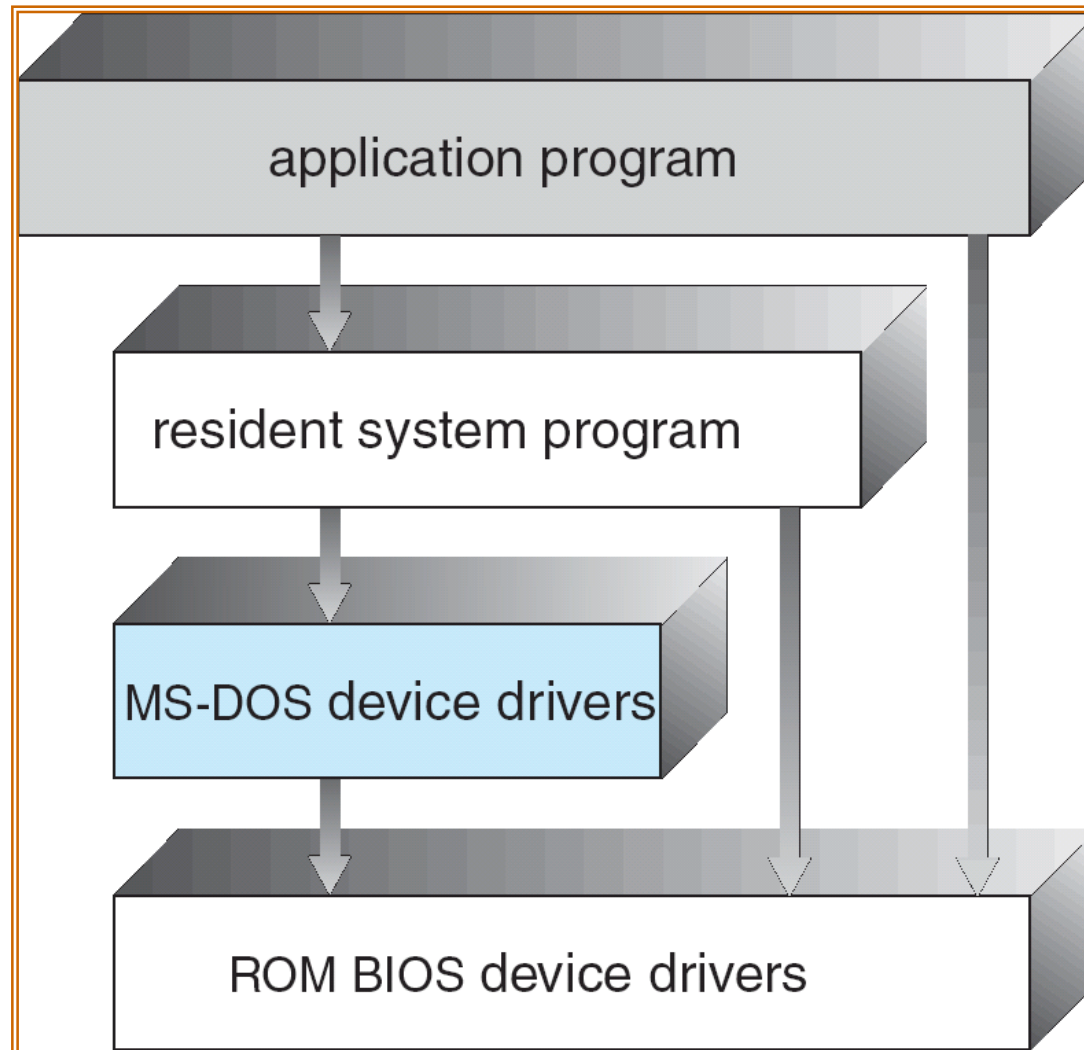 application program
resident system program
MS-DOS device drivers
ROM BIOS device drivers